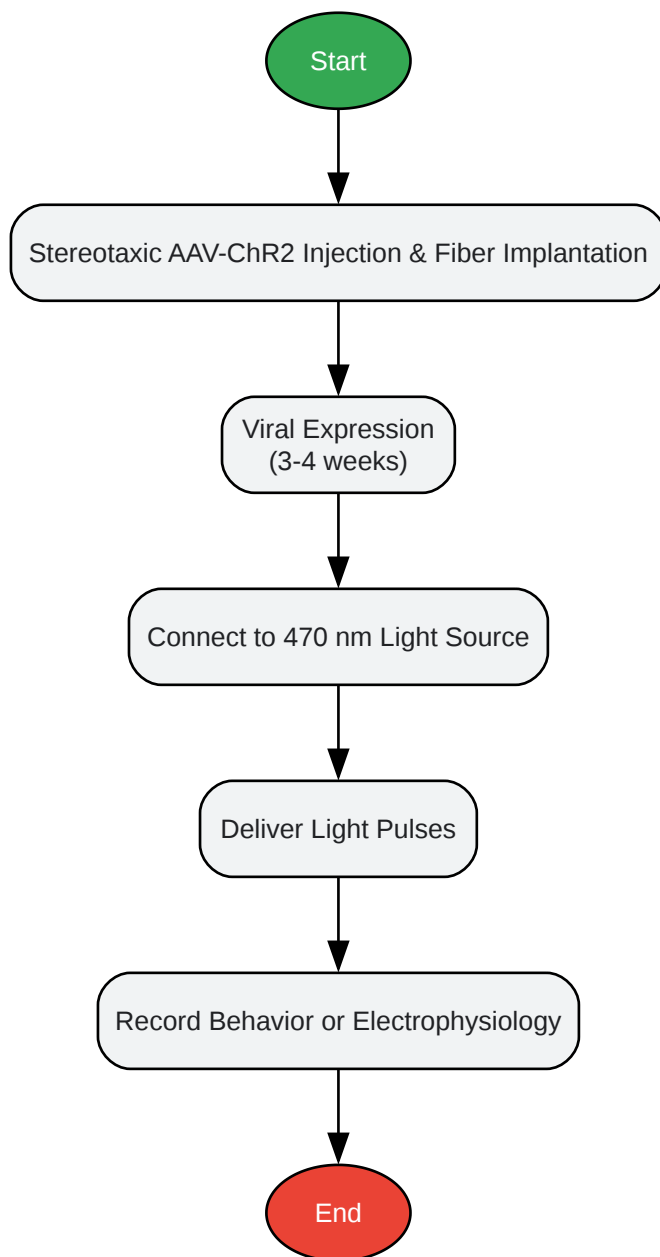 Start
Stereotaxic AAV-ChR2 Injection & Fiber Implantation
Viral Expression
(3-4 weeks)
Connect to 470 nm Light Source
Deliver Light Pulses
Record Behavior or Electrophysiology
End